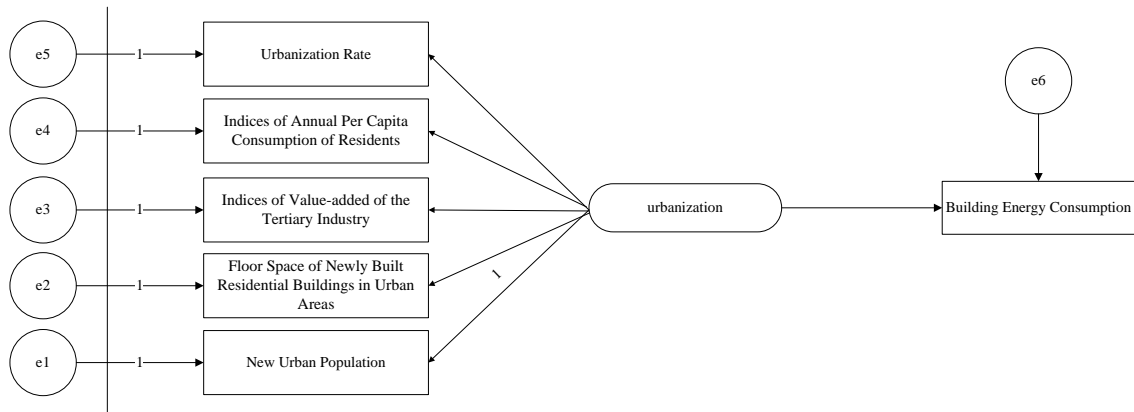 e5
1
Urbanization Rate
e6
e4
1
Indices of Annual Per Capita
Consumption of Residents
e3
1
Indices of Value-added of the
Tertiary Industry
urbanization
Building Energy Consumption
e2
1
Floor Space of Newly Built
Residential Buildings in Urban
Areas
1
e1
1
New Urban Population